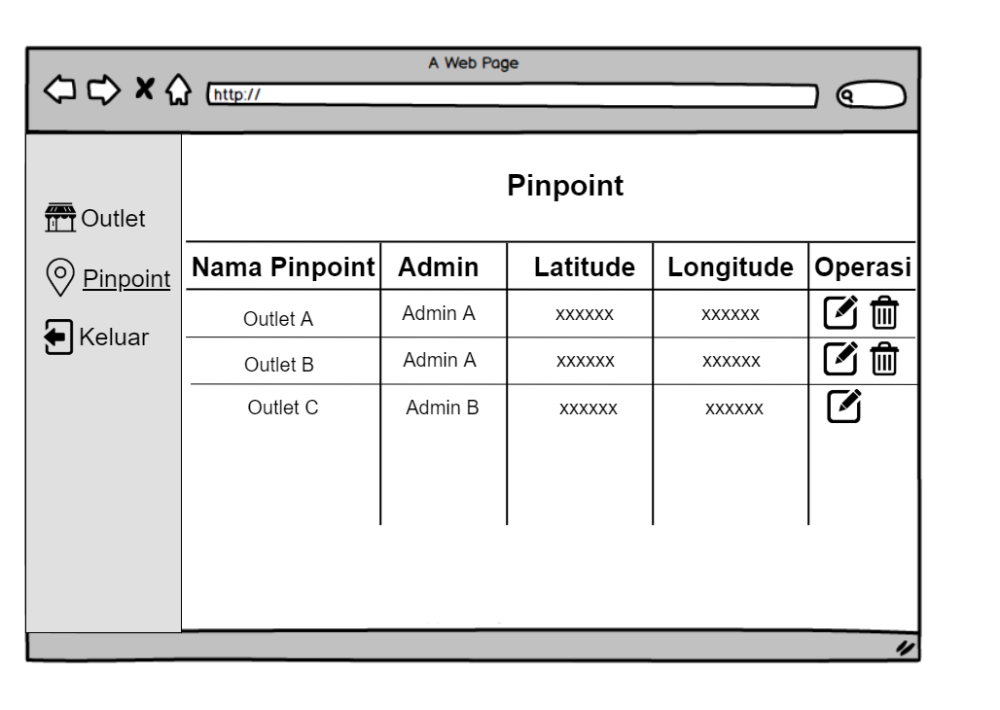 A Web Page
http://
Outlet
Pinpoint
Keluar
Pinpoint
Nama Pinpoint Admin Latitude Longitude Operasi
Outlet A Admin A xxxxxx xxxxxx
Outlet B Admin A xxxxxx xxxxxx
Outlet C Admin B xxxxxx xxxxxx